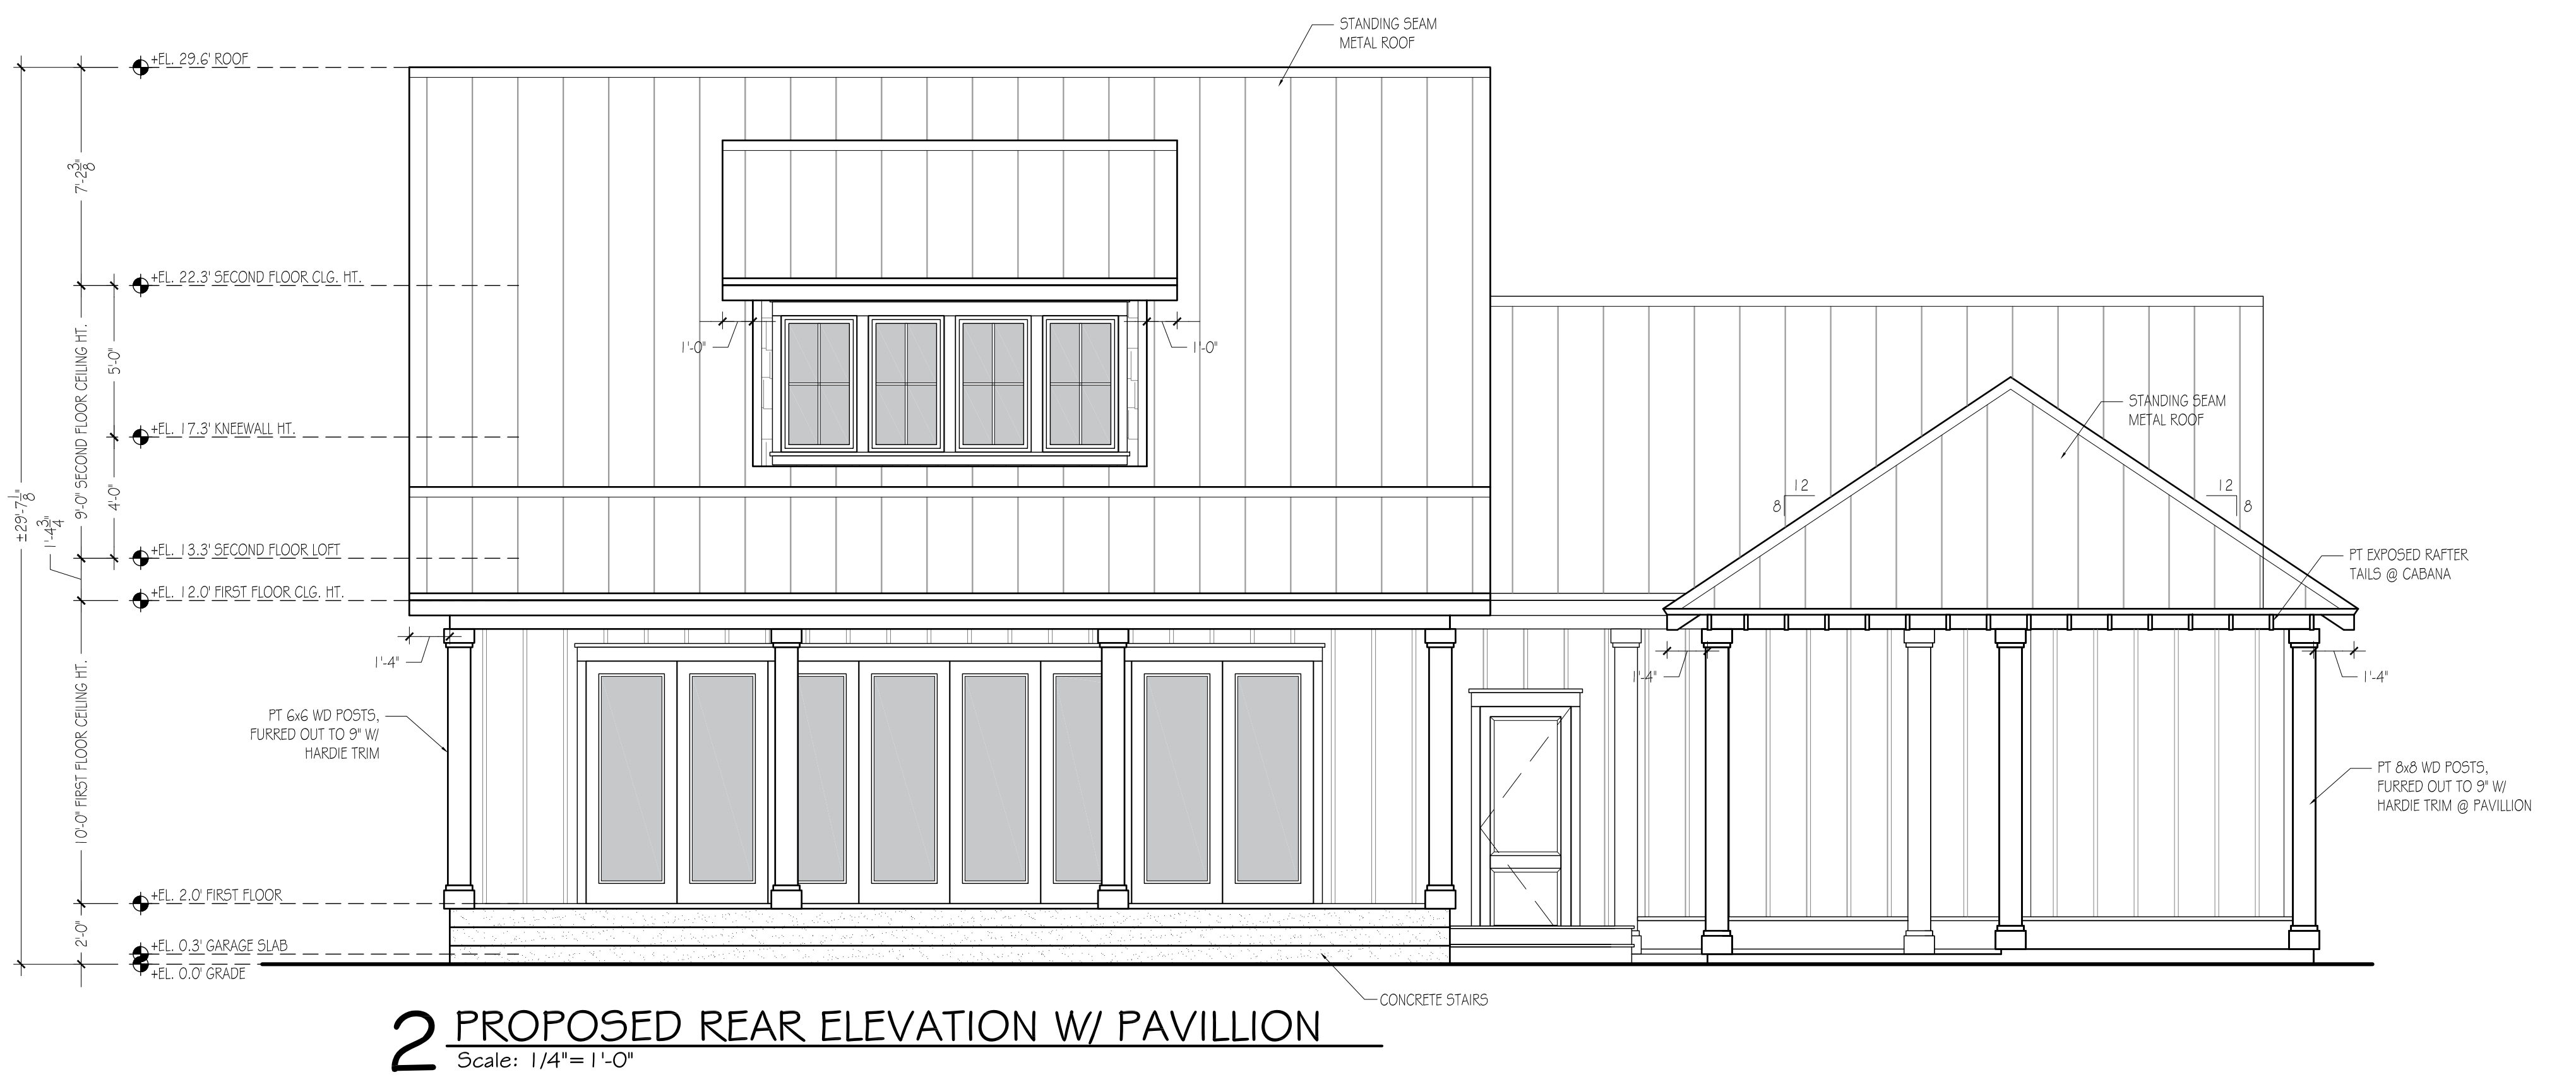 STANDING SEAM
METAL ROOF
+EL. 29.6' ROOF
7'-2 3/8"
+EL. 22.3' SECOND FLOOR CLG. HT.
1'-0"
1'-0"
9'-0" SECOND FLOOR CEILING HT.
5'-0"
STANDING SEAM
METAL ROOF
+EL. 17.3' KNEEWALL HT.
12
8
12
8
±29'-7 1/8"
1'-4 3/4"
4'-0"
+EL. 13.3' SECOND FLOOR LOFT
PT EXPOSED RAFTER
TAILS @ CABANA
+EL. 12.0' FIRST FLOOR CLG. HT.
1'-4"
1'-4"
1'-4"
10'-0" FIRST FLOOR CEILING HT.
PT 6x6 WD POSTS,
FURRED OUT TO 9" W/
HARDIE TRIM
PT 8x8 WD POSTS,
FURRED OUT TO 9" W/
HARDIE TRIM @ PAVILLION
+EL. 2.0' FIRST FLOOR
2'-0"
+EL. 0.3' GARAGE SLAB
+EL. 0.0' GRADE
CONCRETE STAIRS
2 PROPOSED REAR ELEVATION W/ PAVILLION
Scale: 1/4"=1'-0"